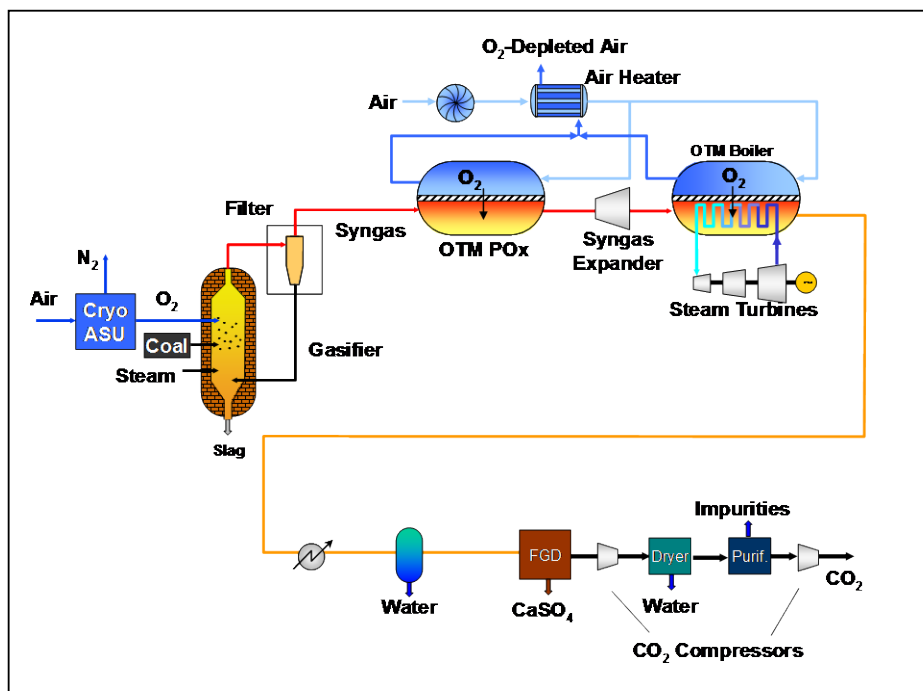 O₂-Depleted Air
Air Heater
Air
OTM Boiler
O₂
O₂
Filter
Syngas
OTM POx
Syngas
Expander
N₂
Air
O₂
Cryo
ASU
Coal
Steam
Gasifier
Steam Turbines
~
Slag
Impurities
FGD
Dryer
Purif.
CO₂
Water
CaSO₄
Water
CO₂ Compressors